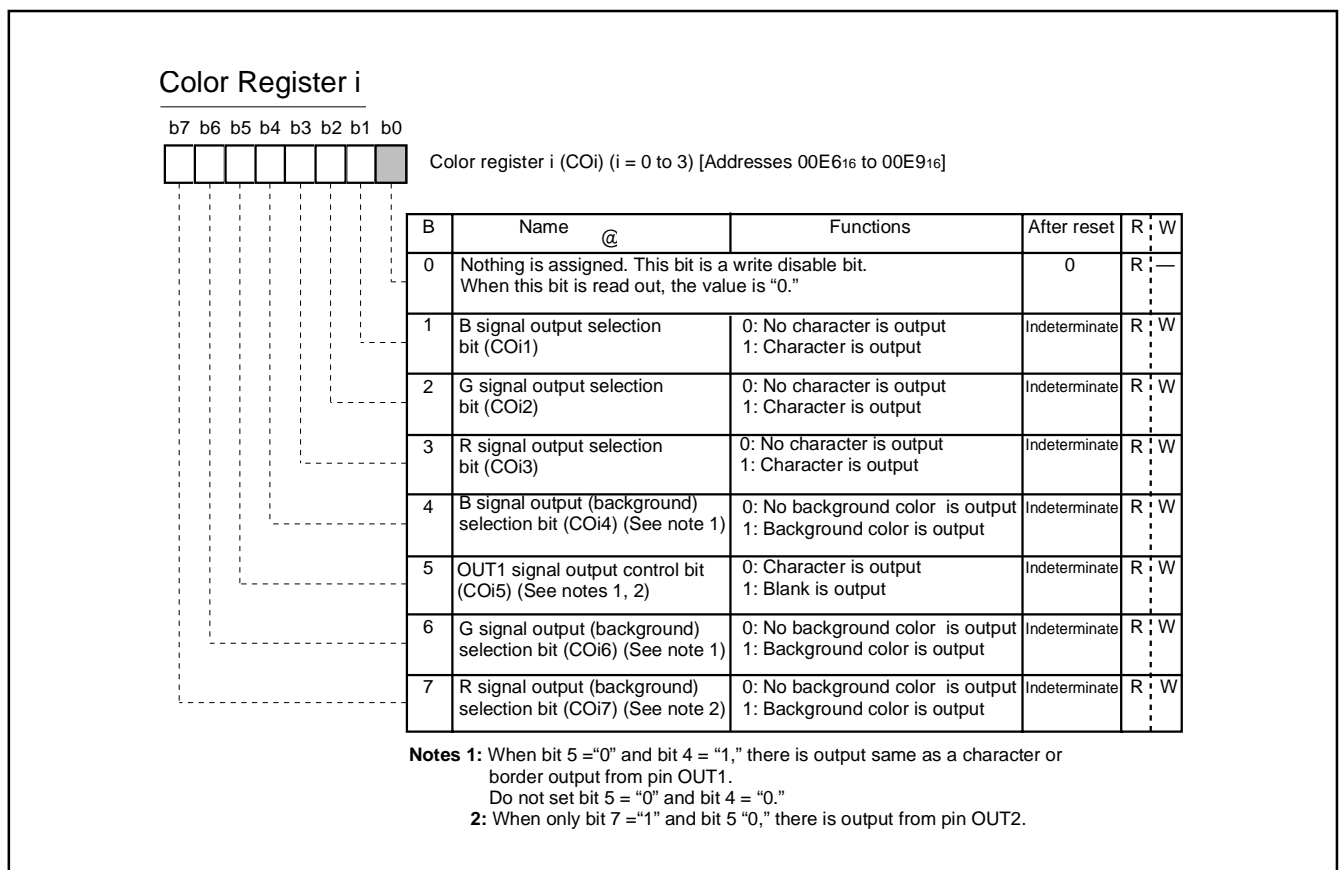 Color Register i
b7 b6 b5 b4 b3 b2 b1 b0
Color register i (COi) (i = 0 to 3) [Addresses 00E616 to 00E916]
B Name @ Functions After reset R W
0 Nothing is assigned. This bit is a write disable bit. 0 R —
When this bit is read out, the value is “0.”
1 B signal output selection 0: No character is output Indeterminate R W
bit (COi1) 1: Character is output
2 G signal output selection 0: No character is output Indeterminate R W
bit (COi2) 1: Character is output
3 R signal output selection 0: No character is output Indeterminate R W
bit (COi3) 1: Character is output
4 B signal output (background) 0: No background color is output Indeterminate R W
selection bit (COi4) (See note 1) 1: Background color is output
5 OUT1 signal output control bit 0: Character is output Indeterminate R W
(COi5) (See notes 1, 2) 1: Blank is output
6 G signal output (background) 0: No background color is output Indeterminate R W
selection bit (COi6) (See note 1) 1: Background color is output
7 R signal output (background) 0: No background color is output Indeterminate R W
selection bit (COi7) (See note 2) 1: Background color is output
Notes 1: When bit 5 =“0” and bit 4 = “1,” there is output same as a character or
border output from pin OUT1.
Do not set bit 5 = “0” and bit 4 = “0.”
2: When only bit 7 =“1” and bit 5 “0,” there is output from pin OUT2.